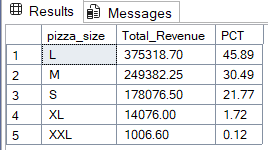 Results Messages
pizza_size Total_Revenue PCT
1 L 375318.70 45.89
2 M 249382.25 30.49
3 S 178076.50 21.77
4 XL 14076.00 1.72
5 XXL 1006.60 0.12